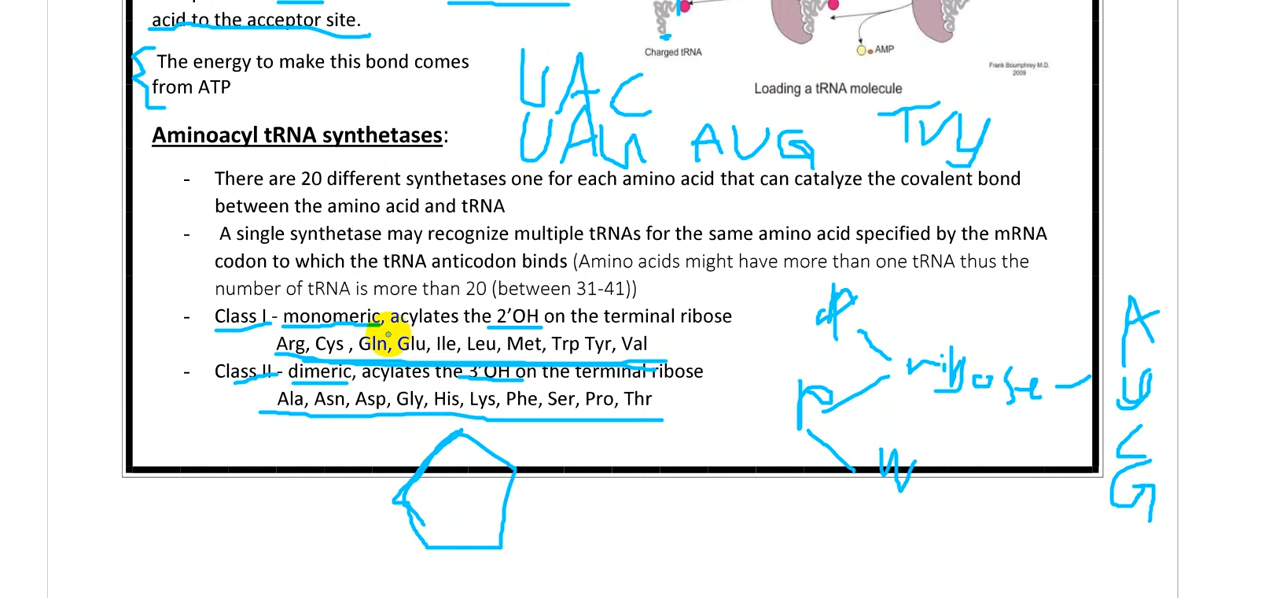 acid to the acceptor site.
Charged tRNA
AMP
The energy to make this bond comes
from ATP
Frank Boumphrey M.D.
2009
Loading a tRNA molecule
UAC
UAU AUG
Aminoacyl tRNA synthetases:
- There are 20 different synthetases one for each amino acid that can catalyze the covalent bond
between the amino acid and tRNA
- A single synthetase may recognize multiple tRNAs for the same amino acid specified by the mRNA
codon to which the tRNA anticodon binds (Amino acids might have more than one tRNA thus the
number of tRNA is more than 20 (between 31-41))
- Class I - monomeric, acylates the 2'OH on the terminal ribose
Arg, Cys , Gln, Glu, Ile, Leu, Met, Trp Tyr, Val
- Class II - dimeric, acylates the 3'OH on the terminal ribose
Ala, Asn, Asp, Gly, His, Lys, Phe, Ser, Pro, Thr
ribose
A
U
C
G